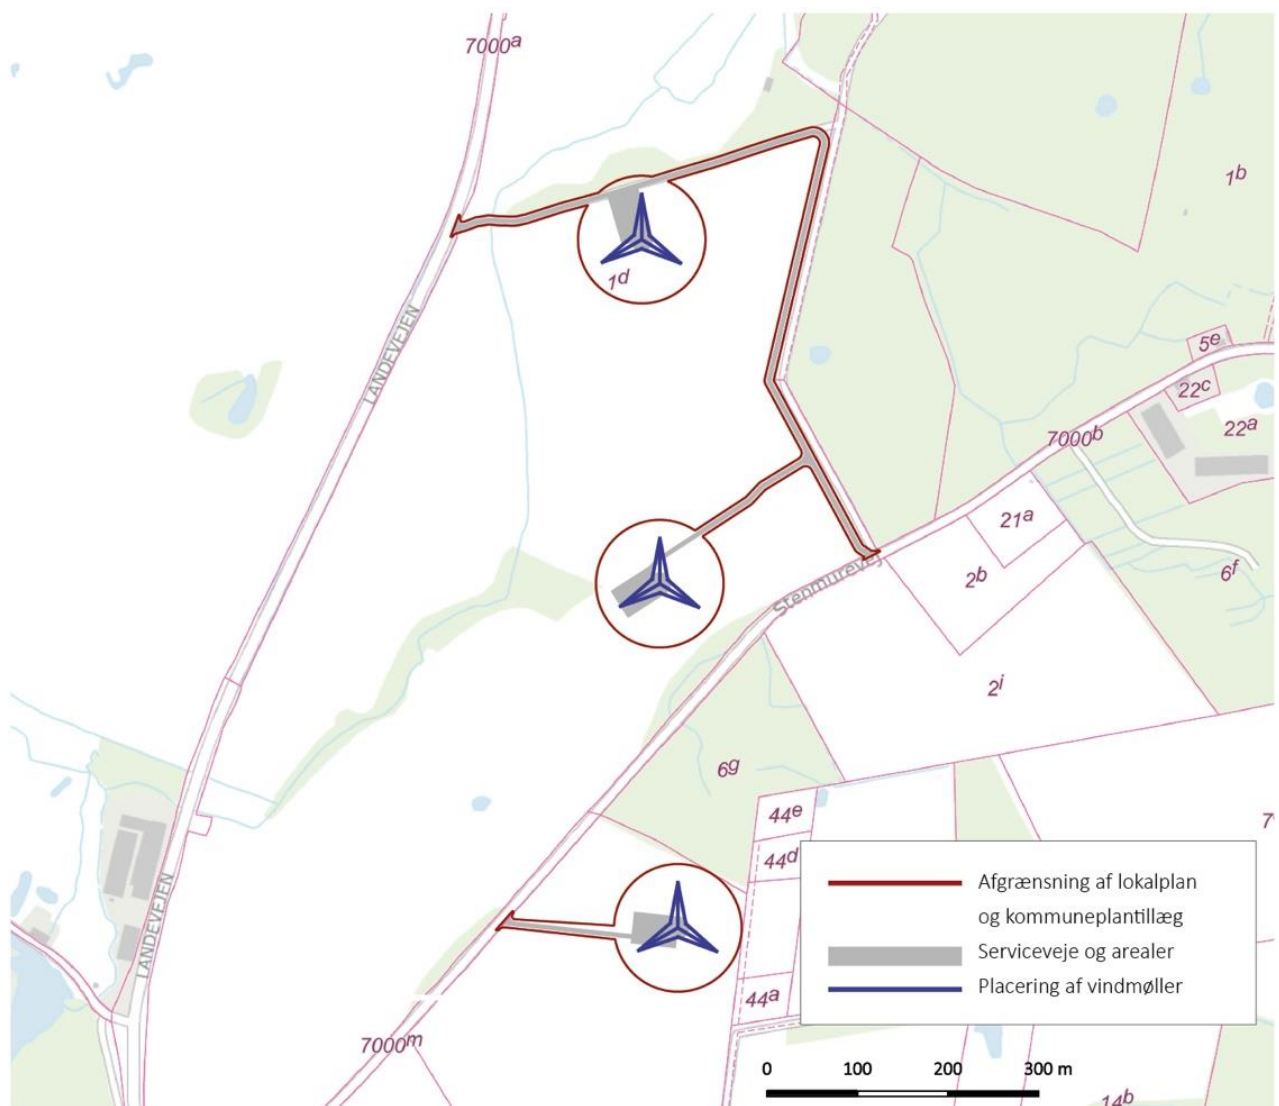 7000a
1b
1d
LANDEVEJEN
5e
22c
22a
7000b
21a
2b
6f
Stenmurevej
2i
6g
44e
44d
Afgrænsning af lokalplan
og kommuneplantillæg
Serviceveje og arealer
Placering af vindmøller
LANDEVEJEN
44a
7000m
0 100 200 300 m
14b